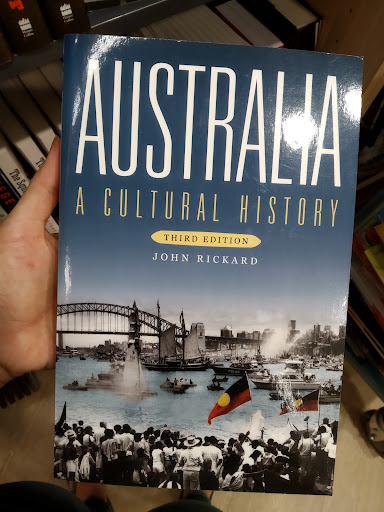 AUSTRALIA
A CULTURAL HISTORY
THIRD EDITION
JOHN RICKARD